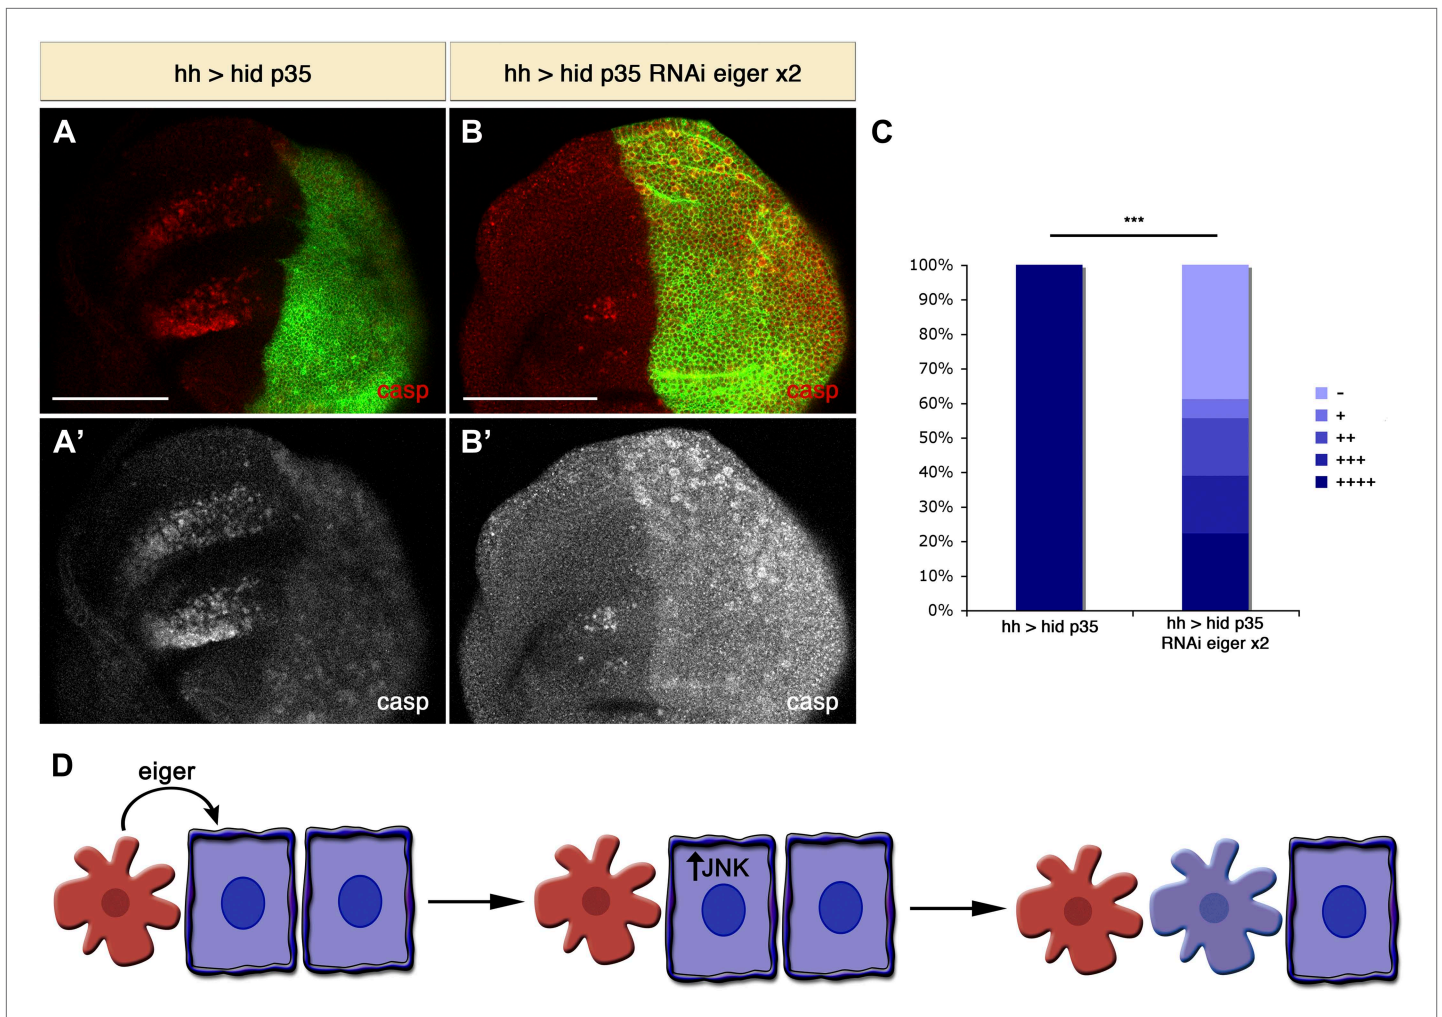 hh > hid p35
hh > hid p35 RNAi eiger x2
A
casp
B
casp
A’
casp
B’
casp
C
***
100%
90%
80%
70%
60%
50%
40%
30%
20%
10%
0%
hh > hid p35
hh > hid p35
RNAi eiger x2
-
+
++
+++
++++
D
eiger
JNK